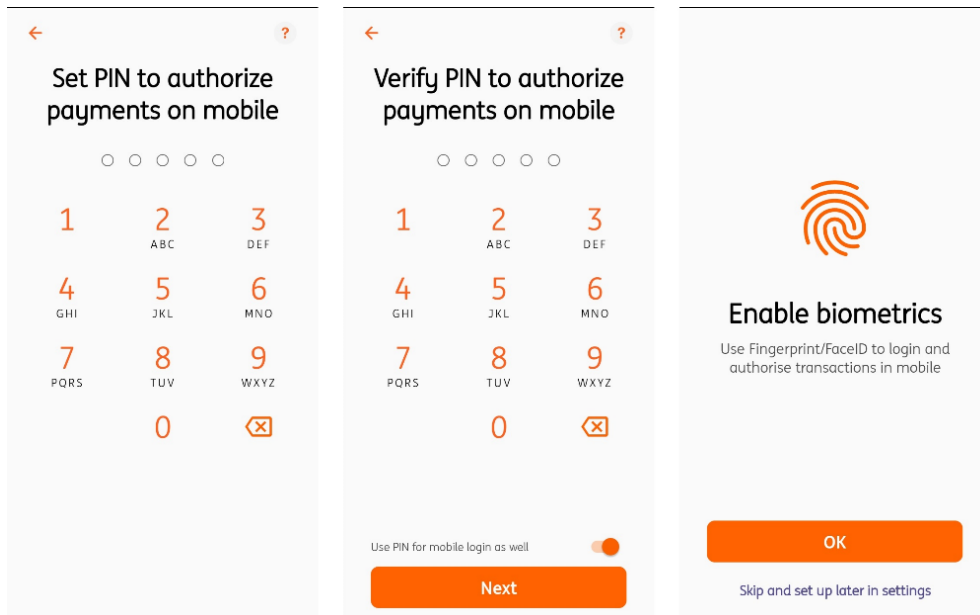 ?
Set PIN to authorize
payments on mobile
1
2
3
ABC
DEF
4
5
6
GHI
JKL
MNO
7
8
9
PQRS
TUV
WXYZ
0
?
Verify PIN to authorize
payments on mobile
1
2
3
ABC
DEF
4
5
6
GHI
JKL
MNO
7
8
9
PQRS
TUV
WXYZ
0
Use PIN for mobile login as well
Next
Enable biometrics
Use Fingerprint/FaceID to login and
authorise transactions in mobile
OK
Skip and set up later in settings